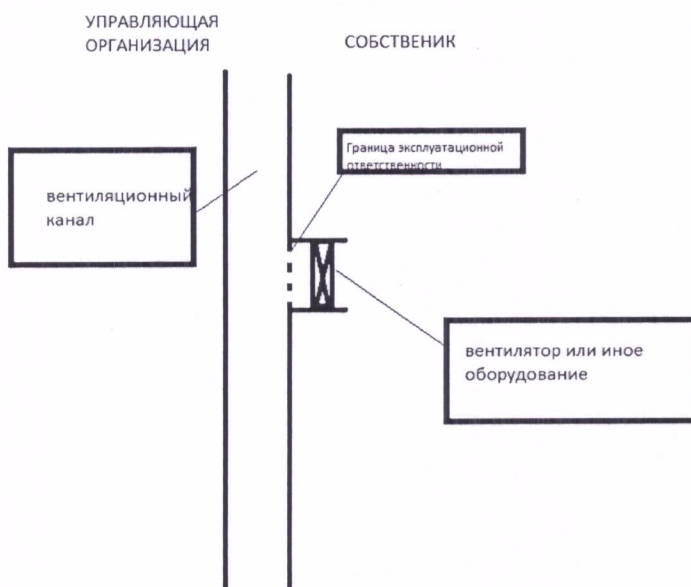 УПРАВЛЯЮЩАЯ
ОРГАНИЗАЦИЯ
СОБСТВЕНИК
Граница эксплуатационной
ответственности
вентиляционный
канал
вентилятор или иное
оборудование